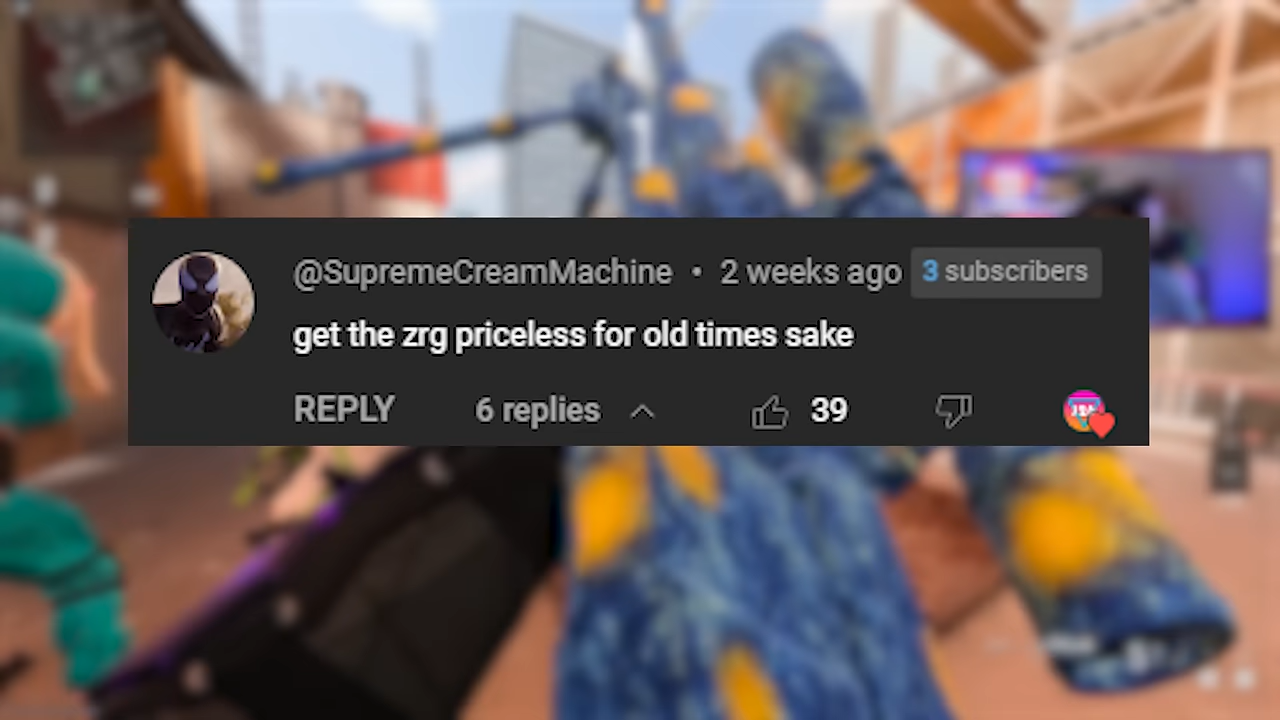 @SupremeCreamMachine • 2 weeks ago 3 subscribers
get the zrg priceless for old times sake
REPLY 6 replies 39